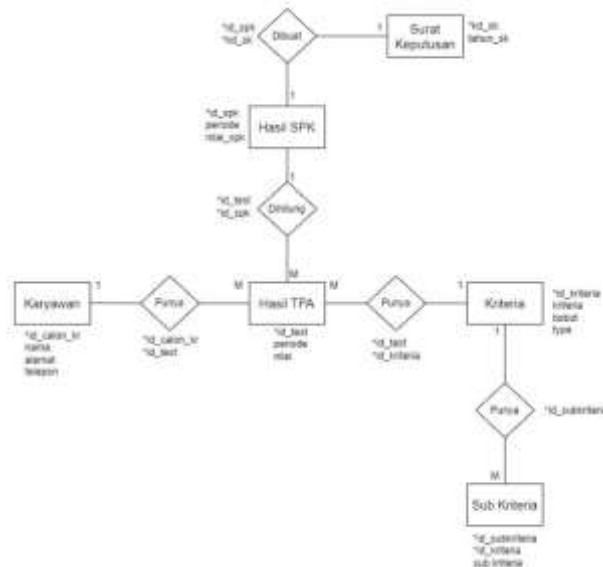 *id_spk
*id_sk
Dibuat
1
Surat
Keputusan
*id_sk
tahun_sk
1
*id_spk
periode
nilai_spk
Hasil SPK
1
*id_test
*id_spk
Dihitung
M
Karyawan
1
Punya
M
Hasil TPA
M
Punya
1
Kriteria
*id_kriteria
kriteria
bobot
type
*id_calon_kr
nama
alamat
telepon
*id_calon_kr
*id_test
*id_test
periode
nilai
*id_test
*id_kriteria
1
Punya
*id_subkriteria
M
Sub Kriteria
*id_subkriteria
*id_kriteria
sub kriteria